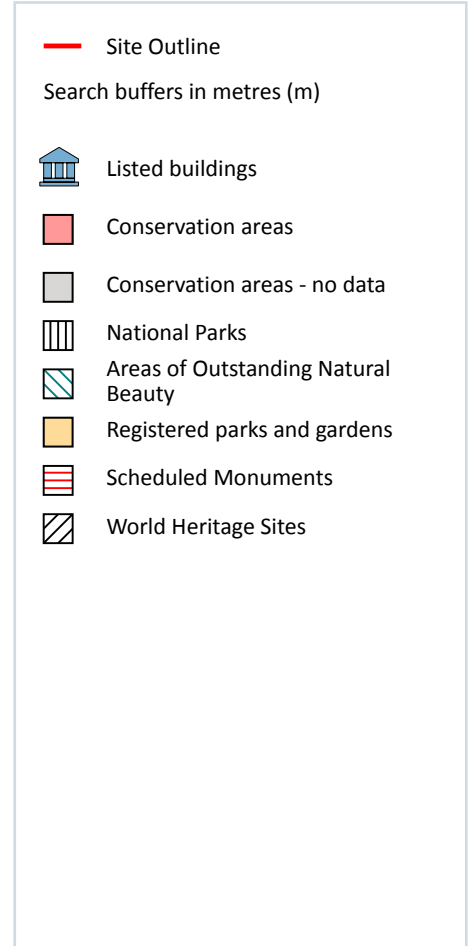 Site Outline
Search buffers in metres (m)
Listed buildings
Conservation areas
Conservation areas - no data
National Parks
Areas of Outstanding Natural
Beauty
Registered parks and gardens
Scheduled Monuments
World Heritage Sites